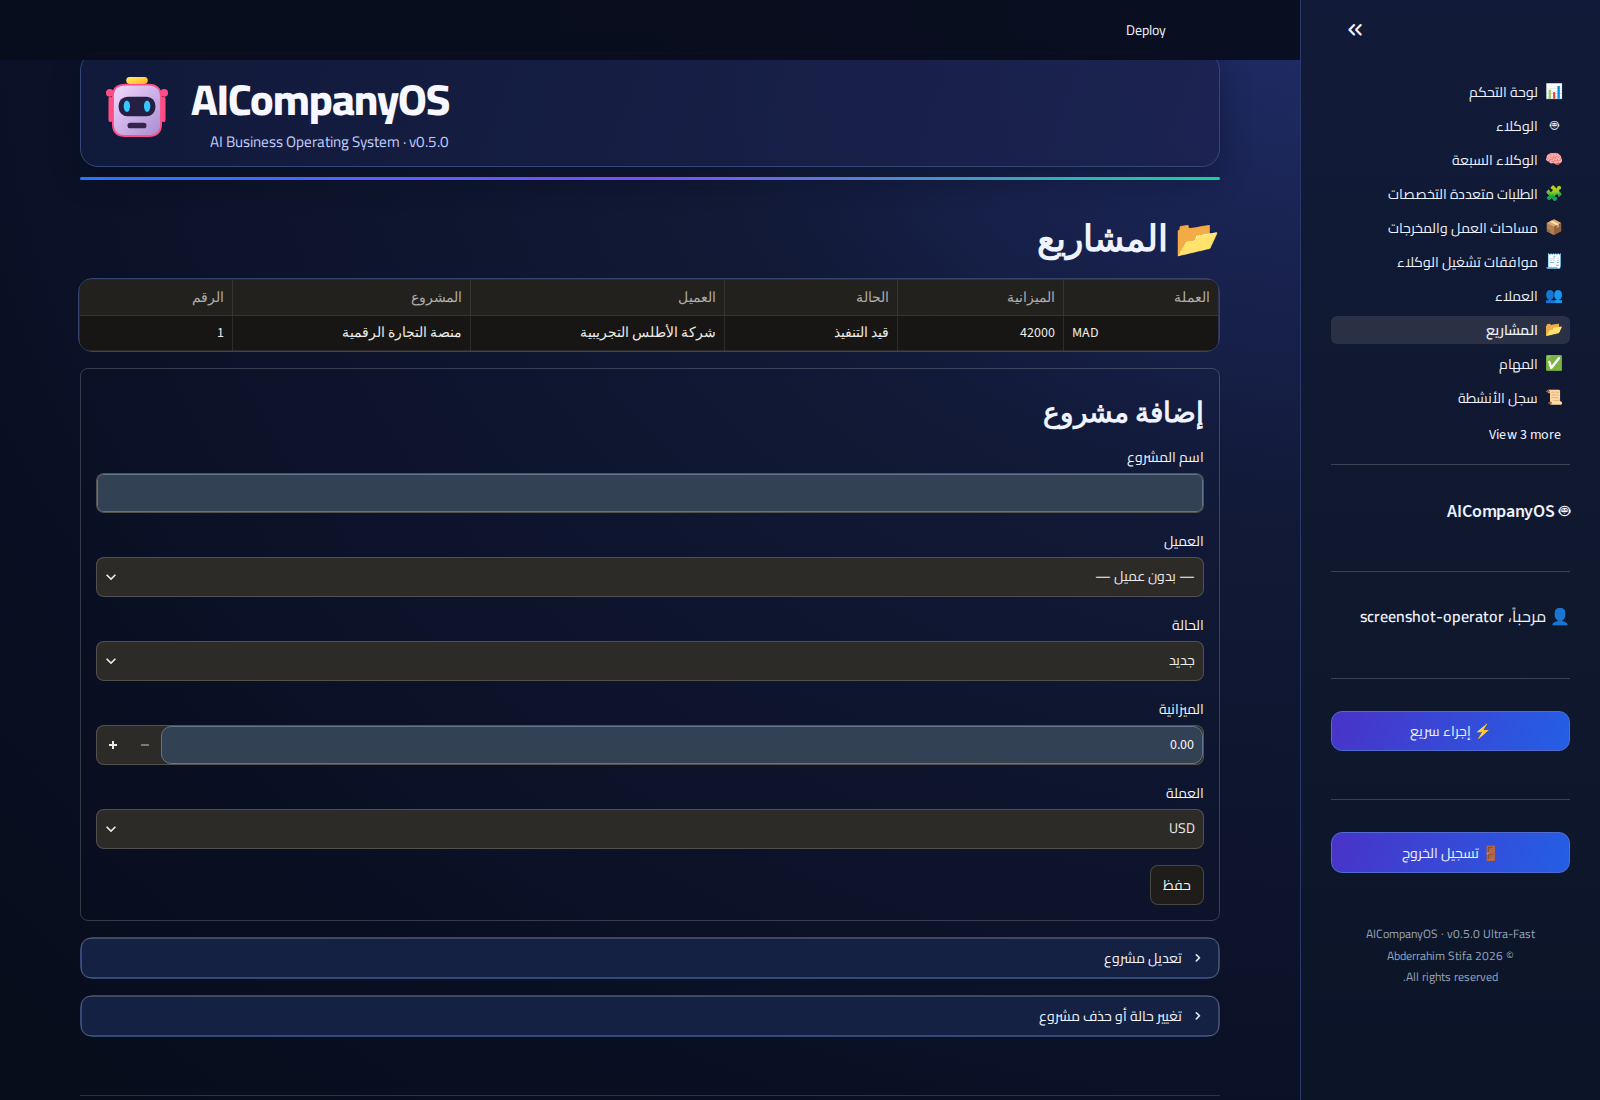 Deploy
AICompanyOS
AI Business Operating System · v0.5.0
📊 لوحة التحكم
الوكلاء
🧠 الوكلاء السبعة
🧩 الطلبات متعددة التخصصات
📦 مساحات العمل والمخرجات
🧾 موافقات تشغيل الوكلاء
👥 العملاء
📂 المشاريع
✅ المهام
📜 سجل الأنشطة
View 3 more
AICompanyOS
👤 مرحباً، screenshot-operator
⚡ إجراء سريع
🚪 تسجيل الخروج
AICompanyOS · v0.5.0 Ultra-Fast
© 2026 Abderrahim Stifa
All rights reserved.
📂 المشاريع
العملة الميزانية الحالة العميل المشروع الرقم
MAD 42000 قيد التنفيذ شركة الأطلس التجريبية منصة التجارة الرقمية 1
إضافة مشروع
اسم المشروع
العميل
— بدون عميل —
الحالة
جديد
الميزانية
0.00
العملة
USD
حفظ
تعديل مشروع
تغيير حالة أو حذف مشروع